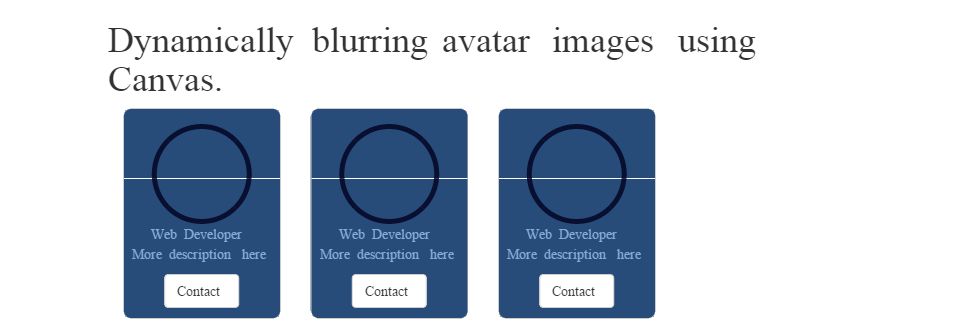 Dynamically blurring avatar images using
Canvas.
Web Developer
More description here
Contact
Web Developer
More description here
Contact
Web Developer
More description here
Contact